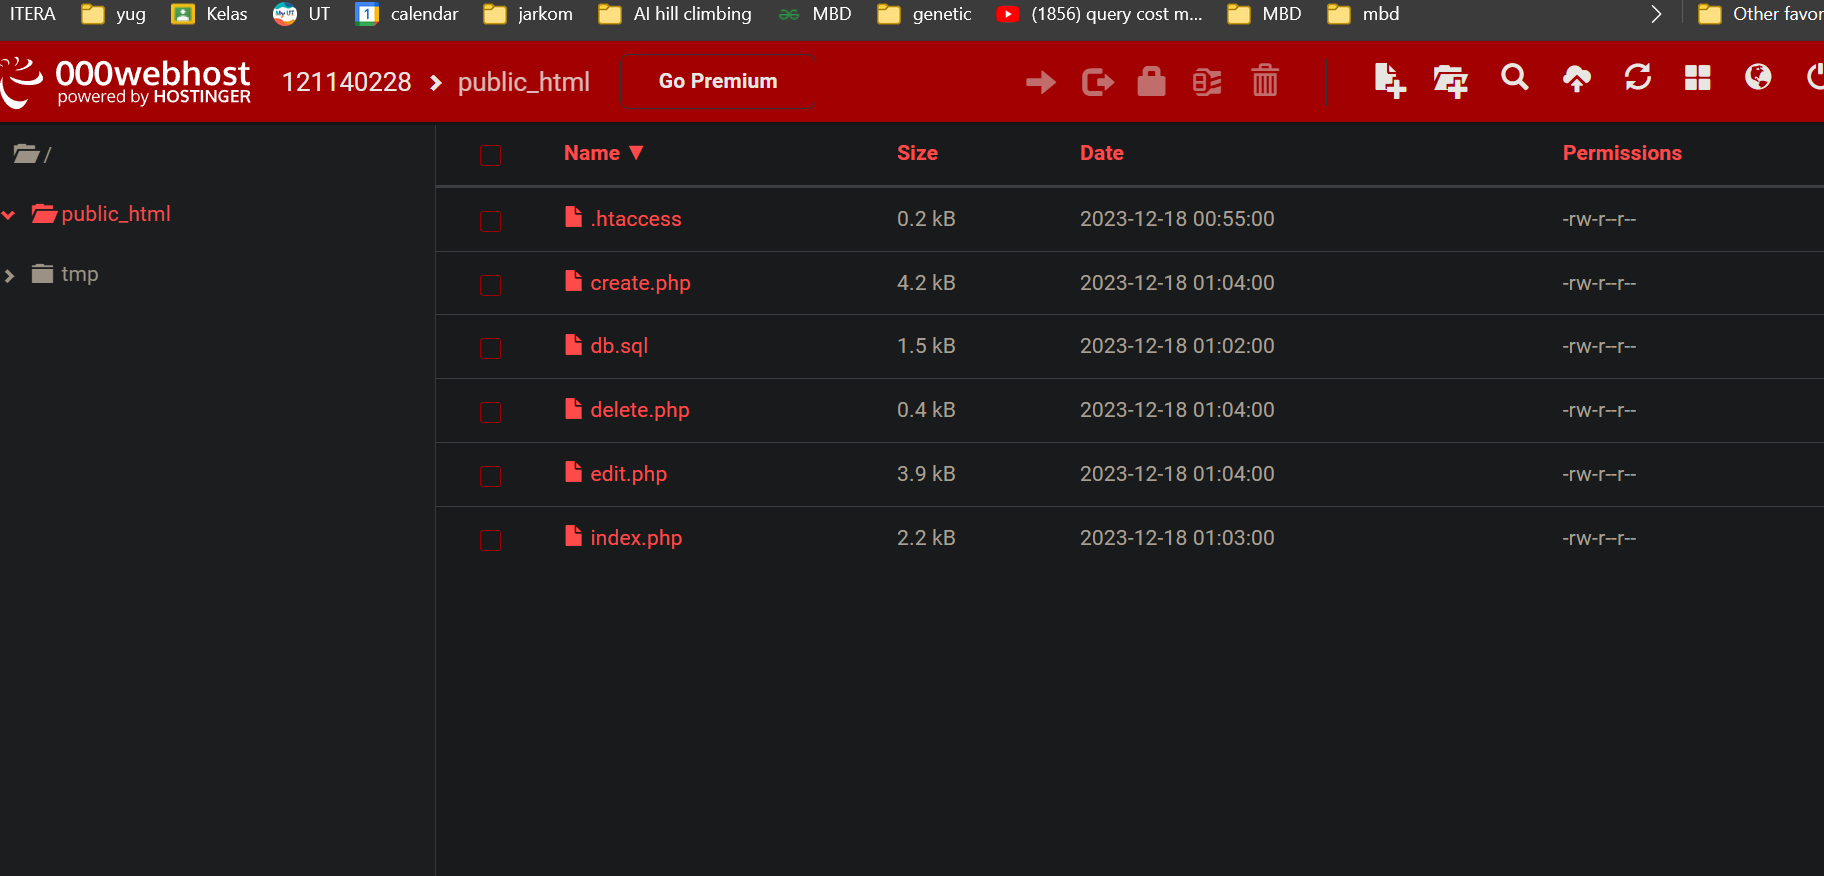 ITERA yug Kelas UT calendar jarkom AI hill climbing MBD genetic (1856) query cost m... MBD mbd Other favor
000webhost
powered by HOSTINGER
121140228 public_html Go Premium
/
public_html
tmp
Name ▼ Size Date Permissions
.htaccess 0.2 kB 2023-12-18 00:55:00 -rw-r--r--
create.php 4.2 kB 2023-12-18 01:04:00 -rw-r--r--
db.sql 1.5 kB 2023-12-18 01:02:00 -rw-r--r--
delete.php 0.4 kB 2023-12-18 01:04:00 -rw-r--r--
edit.php 3.9 kB 2023-12-18 01:04:00 -rw-r--r--
index.php 2.2 kB 2023-12-18 01:03:00 -rw-r--r--